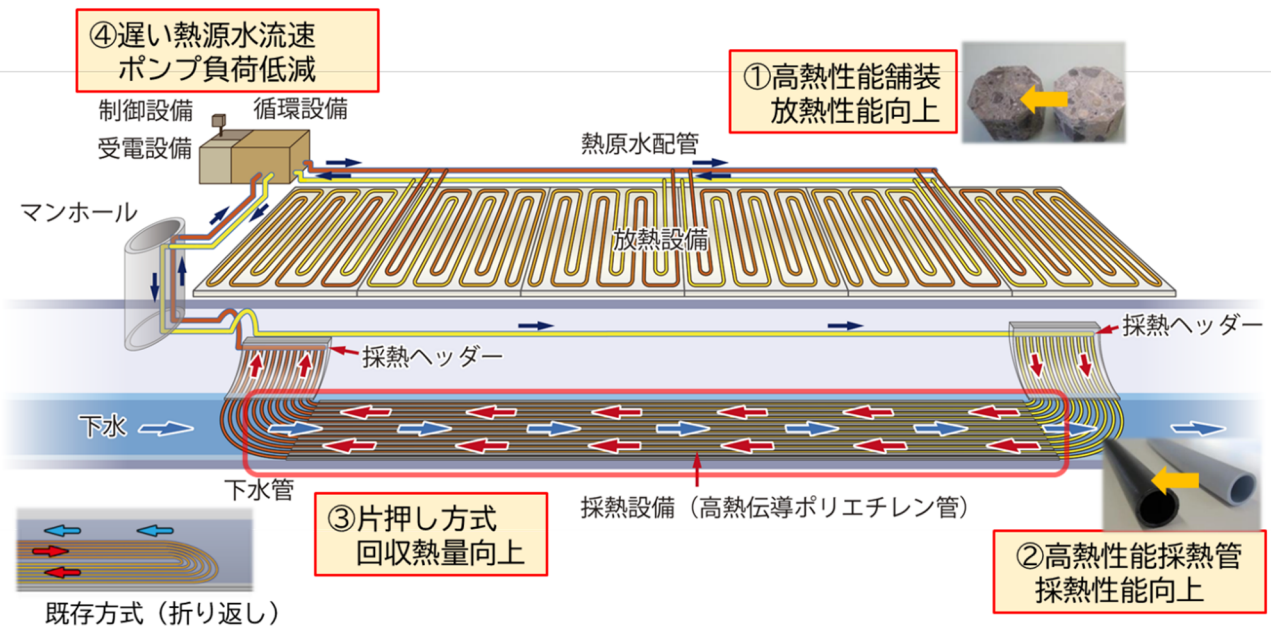 ④遅い熱源水流速
ポンプ負荷低減
①高熱性能舗装
放熱性能向上
制御設備
循環設備
受電設備
熱原水配管
マンホール
放熱設備
採熱ヘッダー
採熱ヘッダー
下水
下水管
採熱設備（高熱伝導ポリエチレン管）
③片押し方式
回収熱量向上
②高熱性能採熱管
採熱性能向上
既存方式（折り返し）